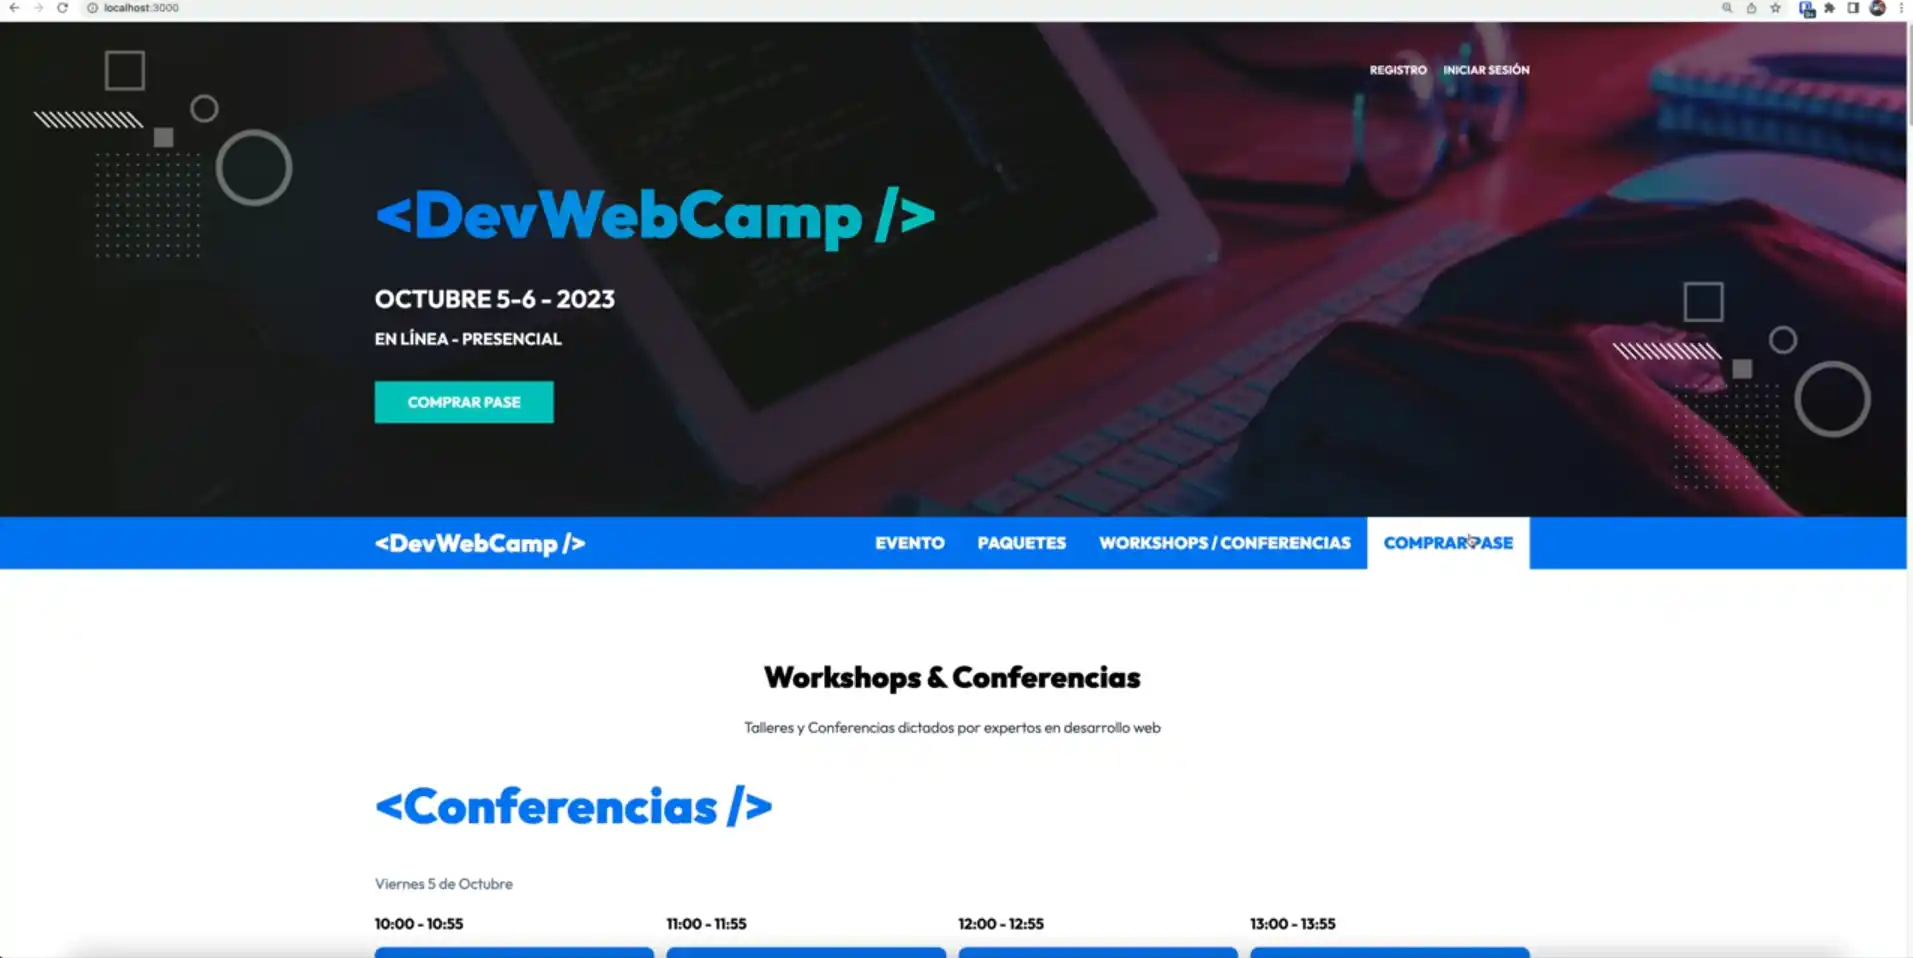 localhost:3000
REGISTRO INICIAR SESIÓN
<DevWebCamp />
OCTUBRE 5-6 - 2023
EN LÍNEA - PRESENCIAL
COMPRAR PASE
<DevWebCamp /> EVENTO PAQUETES WORKSHOPS / CONFERENCIAS COMPRAR PASE
Workshops & Conferencias
Talleres y Conferencias dictados por expertos en desarrollo web
<Conferencias />
Viernes 5 de Octubre
10:00 - 10:55 11:00 - 11:55 12:00 - 12:55 13:00 - 13:55